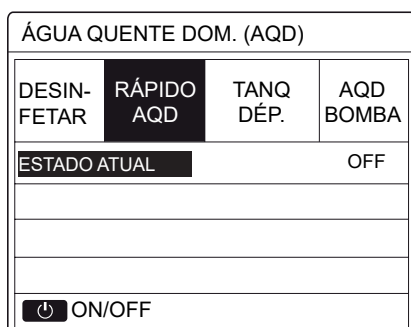 ÁGUA QUENTE DOM. (AQD)
DESIN-
FETAR
RÁPIDO
AQD
TANQ
DÉP.
AQD
BOMBA
ESTADO ATUAL OFF
ON/OFF